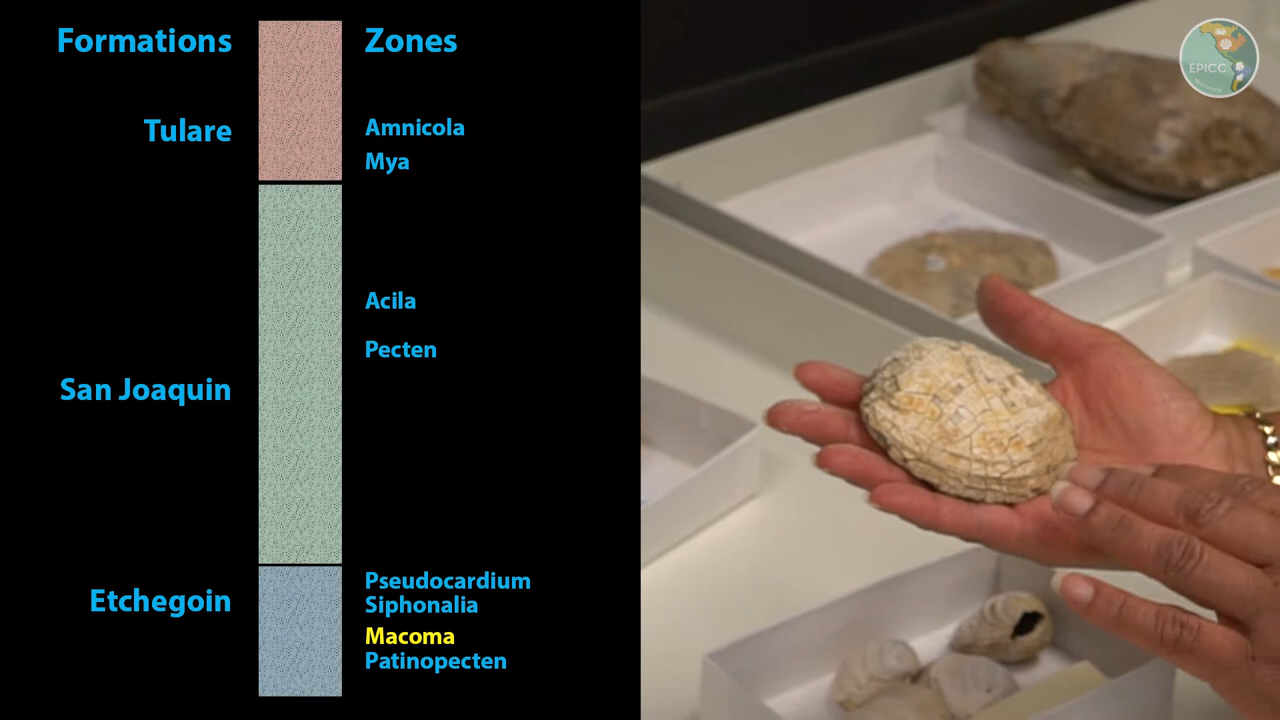 Formations
Zones
Tulare
Amnicola
Mya
Acila
Pecten
San Joaquin
Etchegoin
Pseudocardium
Siphonalia
Macoma
Patinopecten
EPICC